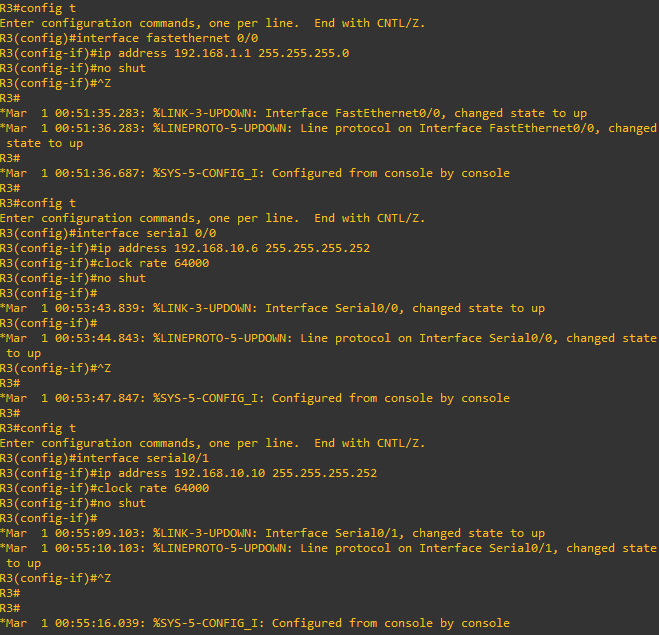 R3#config t
Enter configuration commands, one per line.  End with CNTL/Z.
R3(config)#interface fastethernet 0/0
R3(config-if)#ip address 192.168.1.1 255.255.255.0
R3(config-if)#no shut
R3(config-if)#^Z
R3#
*Mar  1 00:51:35.283: %LINK-3-UPDOWN: Interface FastEthernet0/0, changed state to up
*Mar  1 00:51:36.283: %LINEPROTO-5-UPDOWN: Line protocol on Interface FastEthernet0/0, changed
 state to up
R3#
*Mar  1 00:51:36.687: %SYS-5-CONFIG_I: Configured from console by console
R3#
R3#config t
Enter configuration commands, one per line.  End with CNTL/Z.
R3(config)#interface serial 0/0
R3(config-if)#ip address 192.168.10.6 255.255.255.252
R3(config-if)#clock rate 64000
R3(config-if)#no shut
R3(config-if)#
*Mar  1 00:53:43.839: %LINK-3-UPDOWN: Interface Serial0/0, changed state to up
R3(config-if)#
*Mar  1 00:53:44.843: %LINEPROTO-5-UPDOWN: Line protocol on Interface Serial0/0, changed state
 to up
R3(config-if)#^Z
R3#
*Mar  1 00:53:47.847: %SYS-5-CONFIG_I: Configured from console by console
R3#
R3#config t
Enter configuration commands, one per line.  End with CNTL/Z.
R3(config)#interface serial0/1
R3(config-if)#ip address 192.168.10.10 255.255.255.252
R3(config-if)#clock rate 64000
R3(config-if)#no shut
R3(config-if)#
*Mar  1 00:55:09.103: %LINK-3-UPDOWN: Interface Serial0/1, changed state to up
*Mar  1 00:55:10.103: %LINEPROTO-5-UPDOWN: Line protocol on Interface Serial0/1, changed state
 to up
R3(config-if)#^Z
R3#
R3#
*Mar  1 00:55:16.039: %SYS-5-CONFIG_I: Configured from console by console